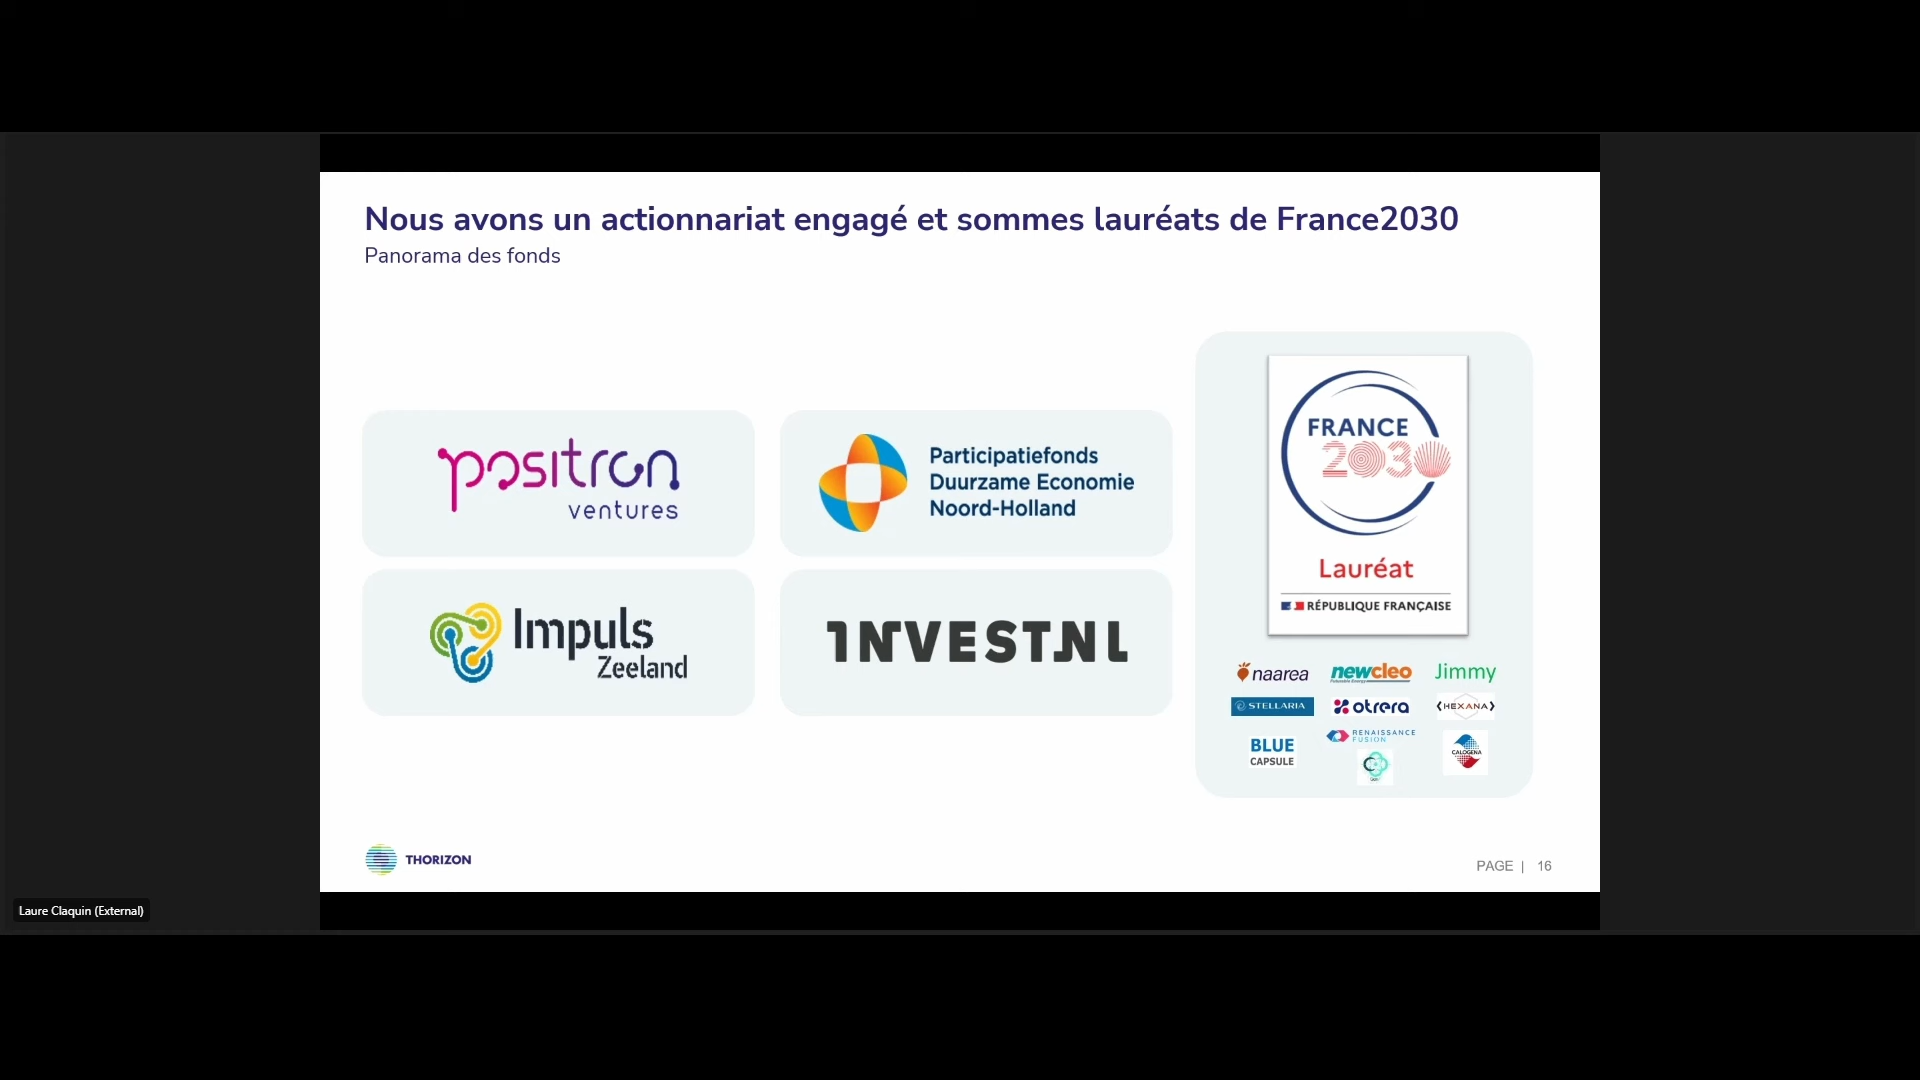 Nous avons un actionnariat engagé et sommes lauréats de France2030
Panorama des fonds
positron
ventures
Participatiefonds
Duurzame Economie
Noord-Holland
Impuls
Zeeland
INVESTNL
FRANCE
2030
Lauréat
RÉPUBLIQUE FRANÇAISE
naarea
newcleo
Futurable Energy
Jimmy
STELLARIA
otrera
HEXANA
BLUE
CAPSULE
RENAISSANCE
FUSION
CALOGENA
THORIZON
PAGE | 16
Laure Claquin (External)